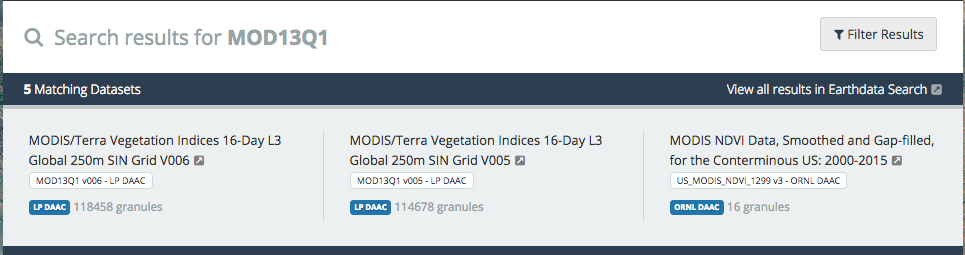 Search results for MOD13Q1
Filter Results
5 Matching Datasets
View all results in Earthdata Search
MODIS/Terra Vegetation Indices 16-Day L3
Global 250m SIN Grid V006
MOD13Q1 v006 - LP DAAC
LP DAAC 118458 granules
MODIS/Terra Vegetation Indices 16-Day L3
Global 250m SIN Grid V005
MOD13Q1 v005 - LP DAAC
LP DAAC 114678 granules
MODIS NDVI Data, Smoothed and Gap-filled,
for the Conterminous US: 2000-2015
US_MODIS_NDVI_1299 v3 - ORNL DAAC
ORNL DAAC 16 granules